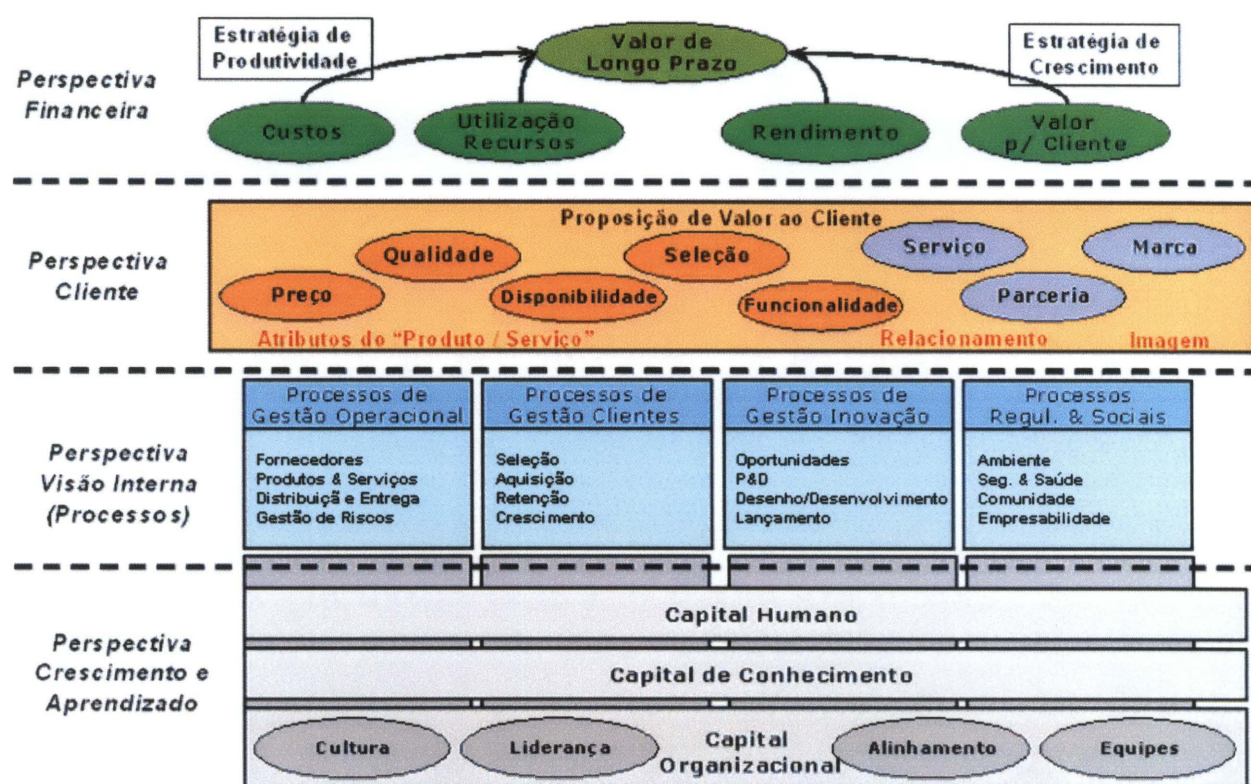 Perspectiva
Financeira
Estratégia de
Produtividade
Valor de
Longo Prazo
Estratégia de
Crescimento
Custos
Utilização
Recursos
Rendimento
Valor
p/ Cliente
Perspectiva
Cliente
Proposição de Valor ao Cliente
Preço
Qualidade
Disponibilidade
Seleção
Funcionalidade
Serviço
Parceria
Marca
Atributos do “Produto / Serviço”
Relacionamento
Imagem
Perspectiva
Visão Interna
(Processos)
Processos de
Gestão Operacional
Fornecedores
Produtos & Serviços
Distribuiçã e Entrega
Gestão de Riscos
Processos de
Gestão Clientes
Seleção
Aquisição
Retenção
Crescimento
Processos de
Gestão Inovação
Oportunidades
P&D
Desenho/Desenvolvimento
Lançamento
Processos
Regul. & Sociais
Ambiente
Seg. & Saúde
Comunidade
Empresabilidade
Perspectiva
Crescimento e
Aprendizado
Capital Humano
Capital de Conhecimento
Cultura
Liderança
Capital
Organizacional
Alinhamento
Equipes